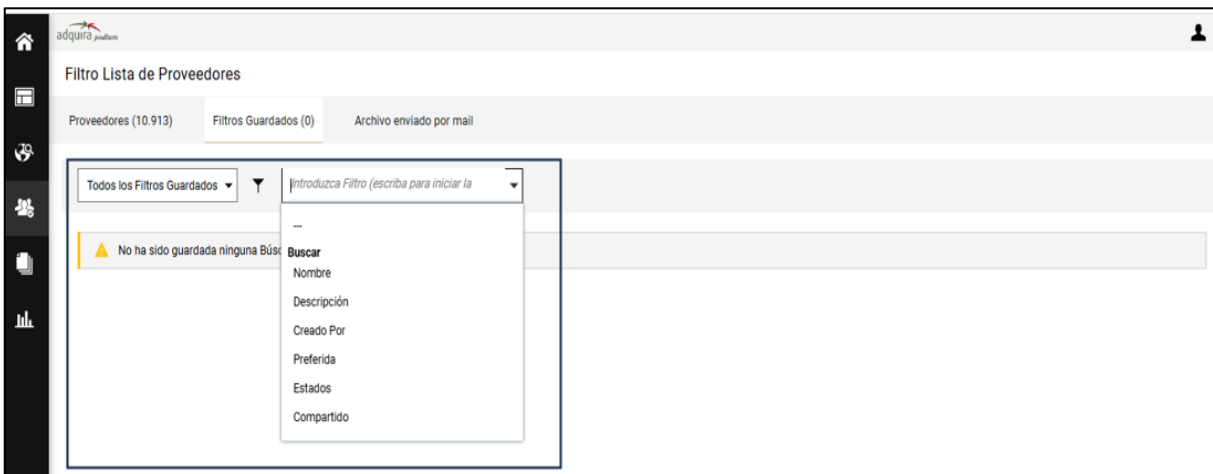 adquira podium
Filtro Lista de Proveedores
Proveedores (10.913) Filtros Guardados (0) Archivo enviado por mail
Todos los Filtros Guardados Introduzca Filtro (escriba para iniciar la
---
No ha sido guardada ninguna
Buscar
Nombre
Descripción
Creado Por
Preferida
Estados
Compartido